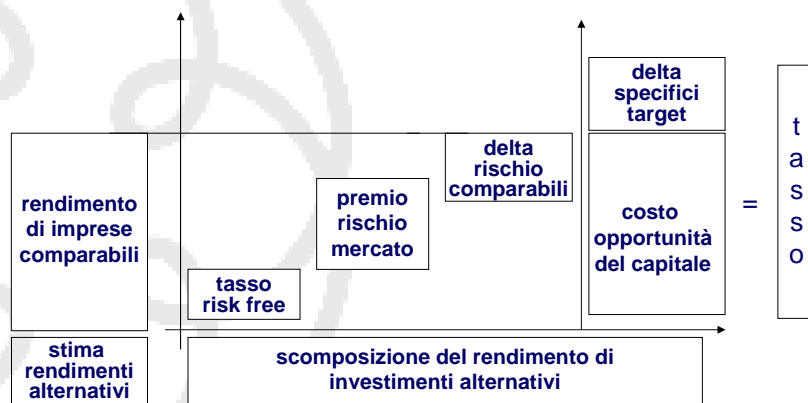 rendimento
di imprese
comparabili
stima
rendimenti
alternativi
tasso
risk free
premio
rischio
mercato
delta
rischio
comparabili
scomposizione del rendimento di
investimenti alternativi
delta
specifici
target
costo
opportunità
del capitale
=
t
a
s
s
o